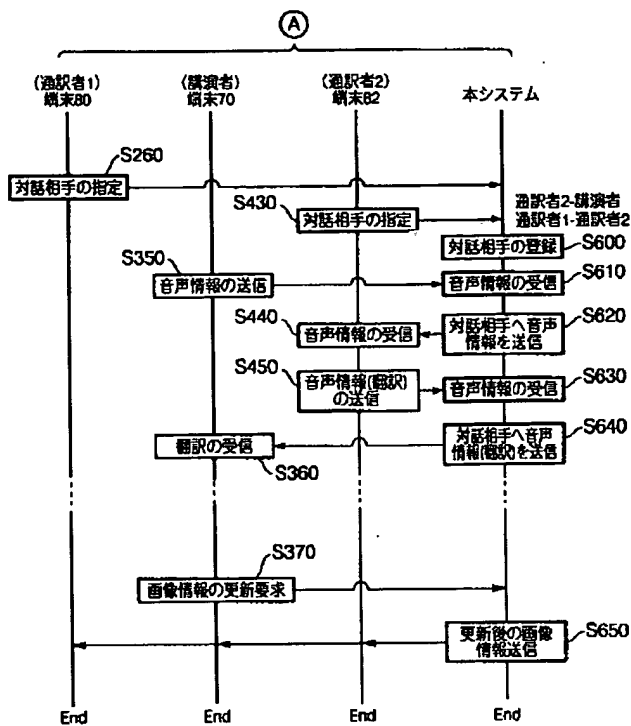 A
(通訳者1)
端末80
(講演者)
端末70
(通訳者2)
端末82
本システム
S260
対話相手の指定
S430
対話相手の指定
通訳者2-講演者
通訳者1-通訳者2
対話相手の登録
S600
S350
音声情報の送信
音声情報の受信
S610
S440
音声情報の受信
対話相手へ音声
情報を送信
S620
S450
音声情報(翻訳)
の送信
音声情報の受信
S630
翻訳の受信
S360
対話相手へ音声
情報(翻訳)を送信
S640
S370
画像情報の更新要求
更新後の画像
情報送信
S650
End
End
End
End